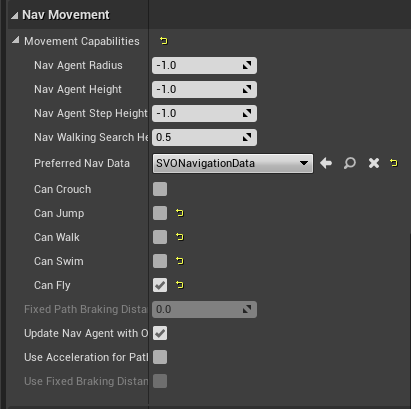 Nav Movement
Movement Capabilities
Nav Agent Radius -1.0
Nav Agent Height -1.0
Nav Agent Step Height -1.0
Nav Walking Search He 0.5
Preferred Nav Data SVONavigationData
Can Crouch
Can Jump
Can Walk
Can Swim
Can Fly
Fixed Path Braking Distan 0.0
Update Nav Agent with O
Use Acceleration for Path
Use Fixed Braking Distan